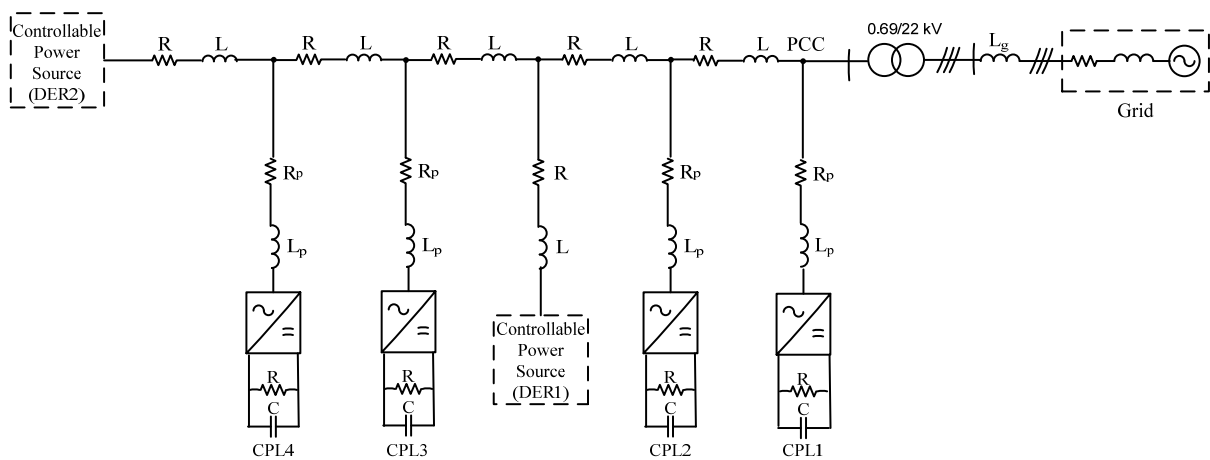 Controllable
Power
Source
(DER2)
R
L
R
L
R
L
R
L
R
L
PCC
0.69/22 kV
Lg
Grid
Rp
Rp
R
Rp
Rp
Lp
Lp
L
Lp
Lp
Controllable
Power
Source
(DER1)
R
C
R
C
R
C
R
C
CPL4
CPL3
CPL2
CPL1